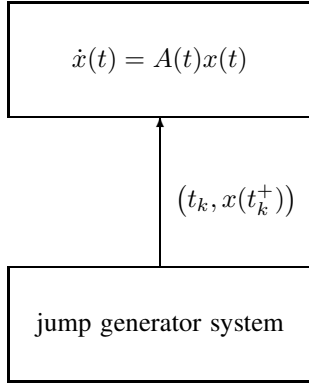 ẋ(t) = A(t)x(t)
(t_k, x(t_k^+))
jump generator system